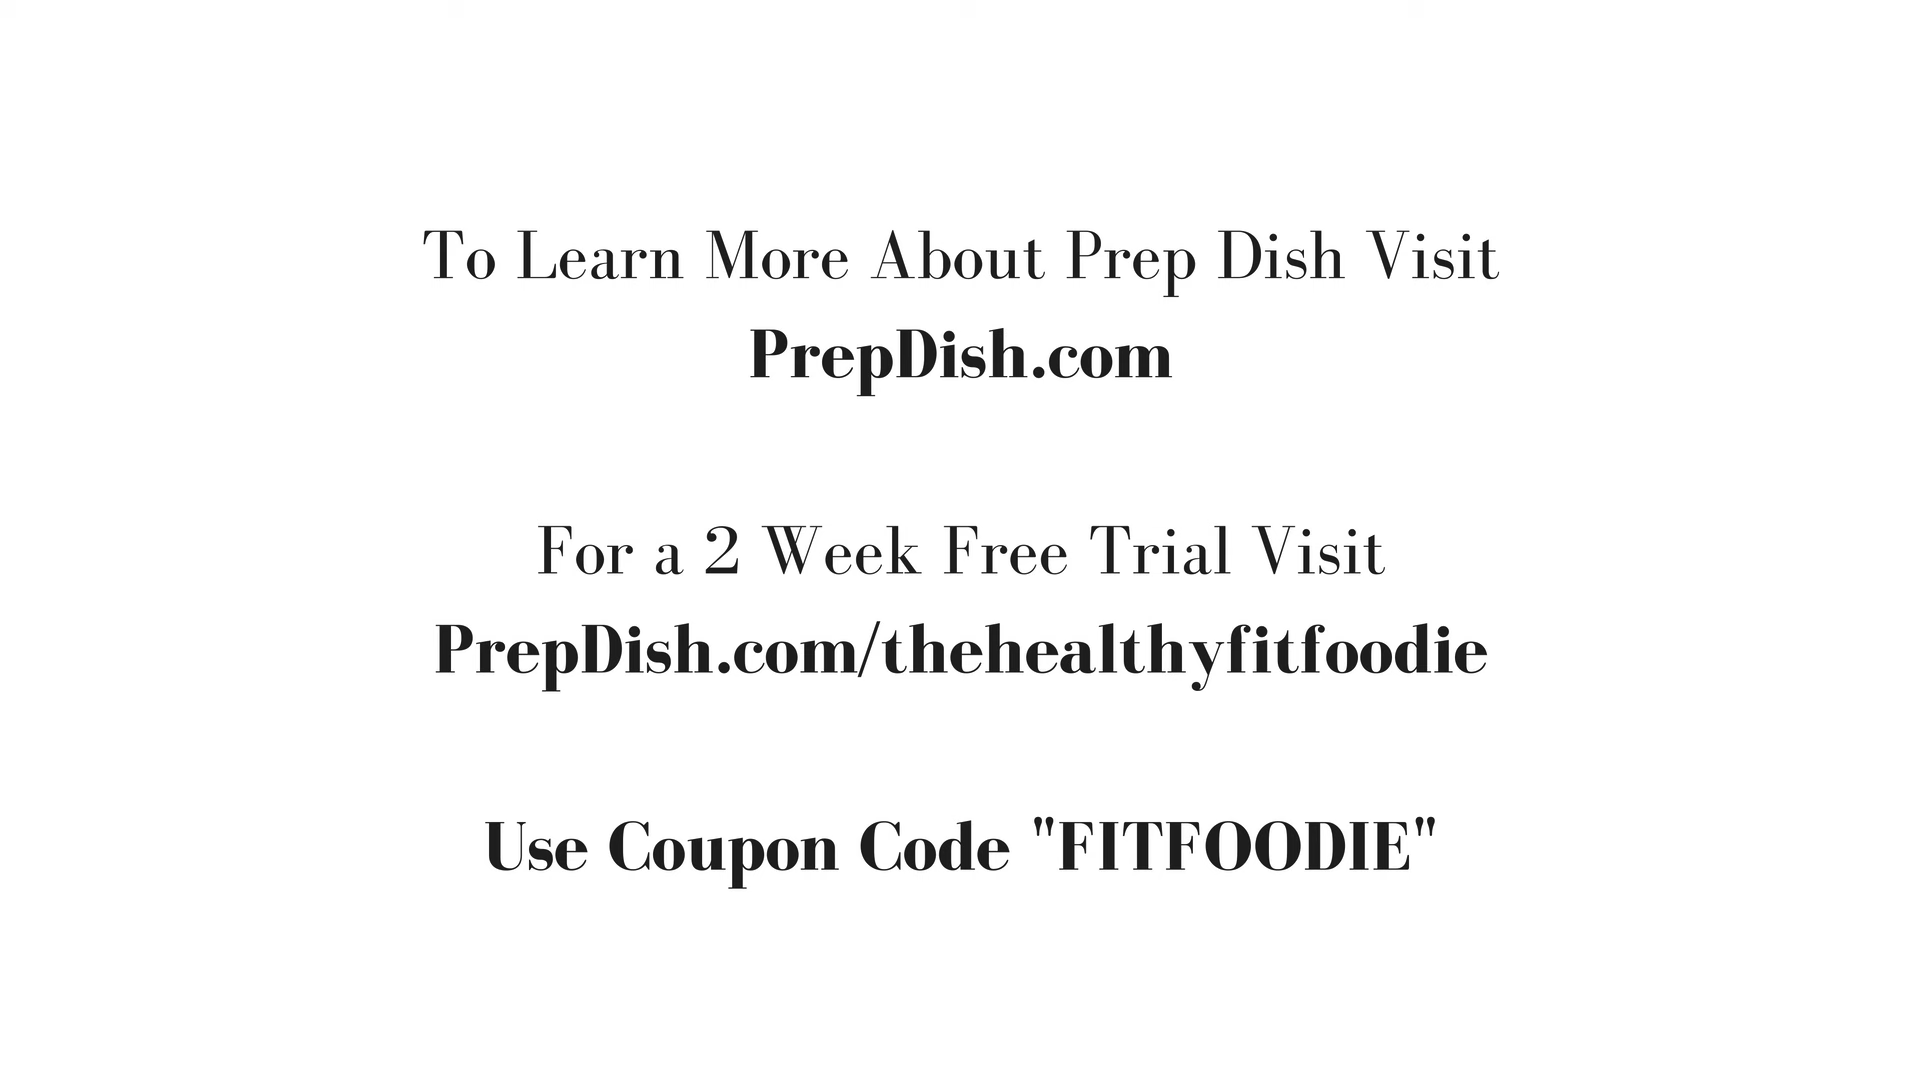 To Learn More About Prep Dish Visit
PrepDish.com
For a 2 Week Free Trial Visit
PrepDish.com/thehealthyfitfoodie
Use Coupon Code "FITFOODIE"